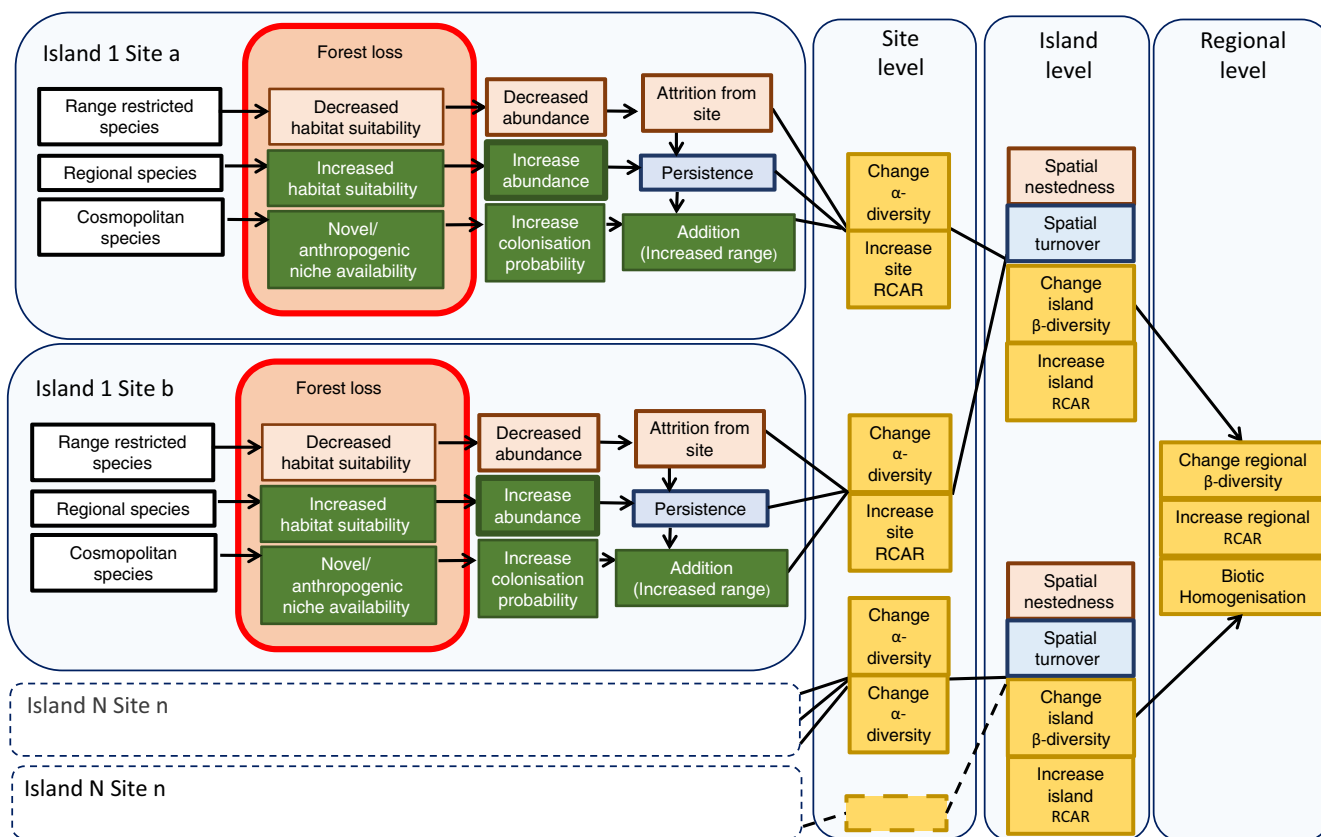 Island 1 Site a
Forest loss
Range restricted
species
Regional species
Cosmopolitan
species
Decreased
habitat suitability
Increased
habitat suitability
Novel/
anthropogenic
niche availability
Decreased
abundance
Increase
abundance
Increase
colonisation
probability
Attrition from
site
Persistence
Addition
(Increased range)
Island 1 Site b
Forest loss
Range restricted
species
Regional species
Cosmopolitan
species
Decreased
habitat suitability
Increased
habitat suitability
Novel/
anthropogenic
niche availability
Decreased
abundance
Increase
abundance
Increase
colonisation
probability
Attrition from
site
Persistence
Addition
(Increased range)
Island N Site n
Island N Site n
Site
level
Change
α-
diversity
Increase
site
RCAR
Change
α-
diversity
Increase
site
RCAR
Change
α-
diversity
Change
α-
diversity
Island
level
Spatial
nestedness
Spatial
turnover
Change
island
β-diversity
Increase
island
RCAR
Spatial
nestedness
Spatial
turnover
Change
island
β-diversity
Increase
island
RCAR
Regional
level
Change regional
β-diversity
Increase regional
RCAR
Biotic
Homogenisation